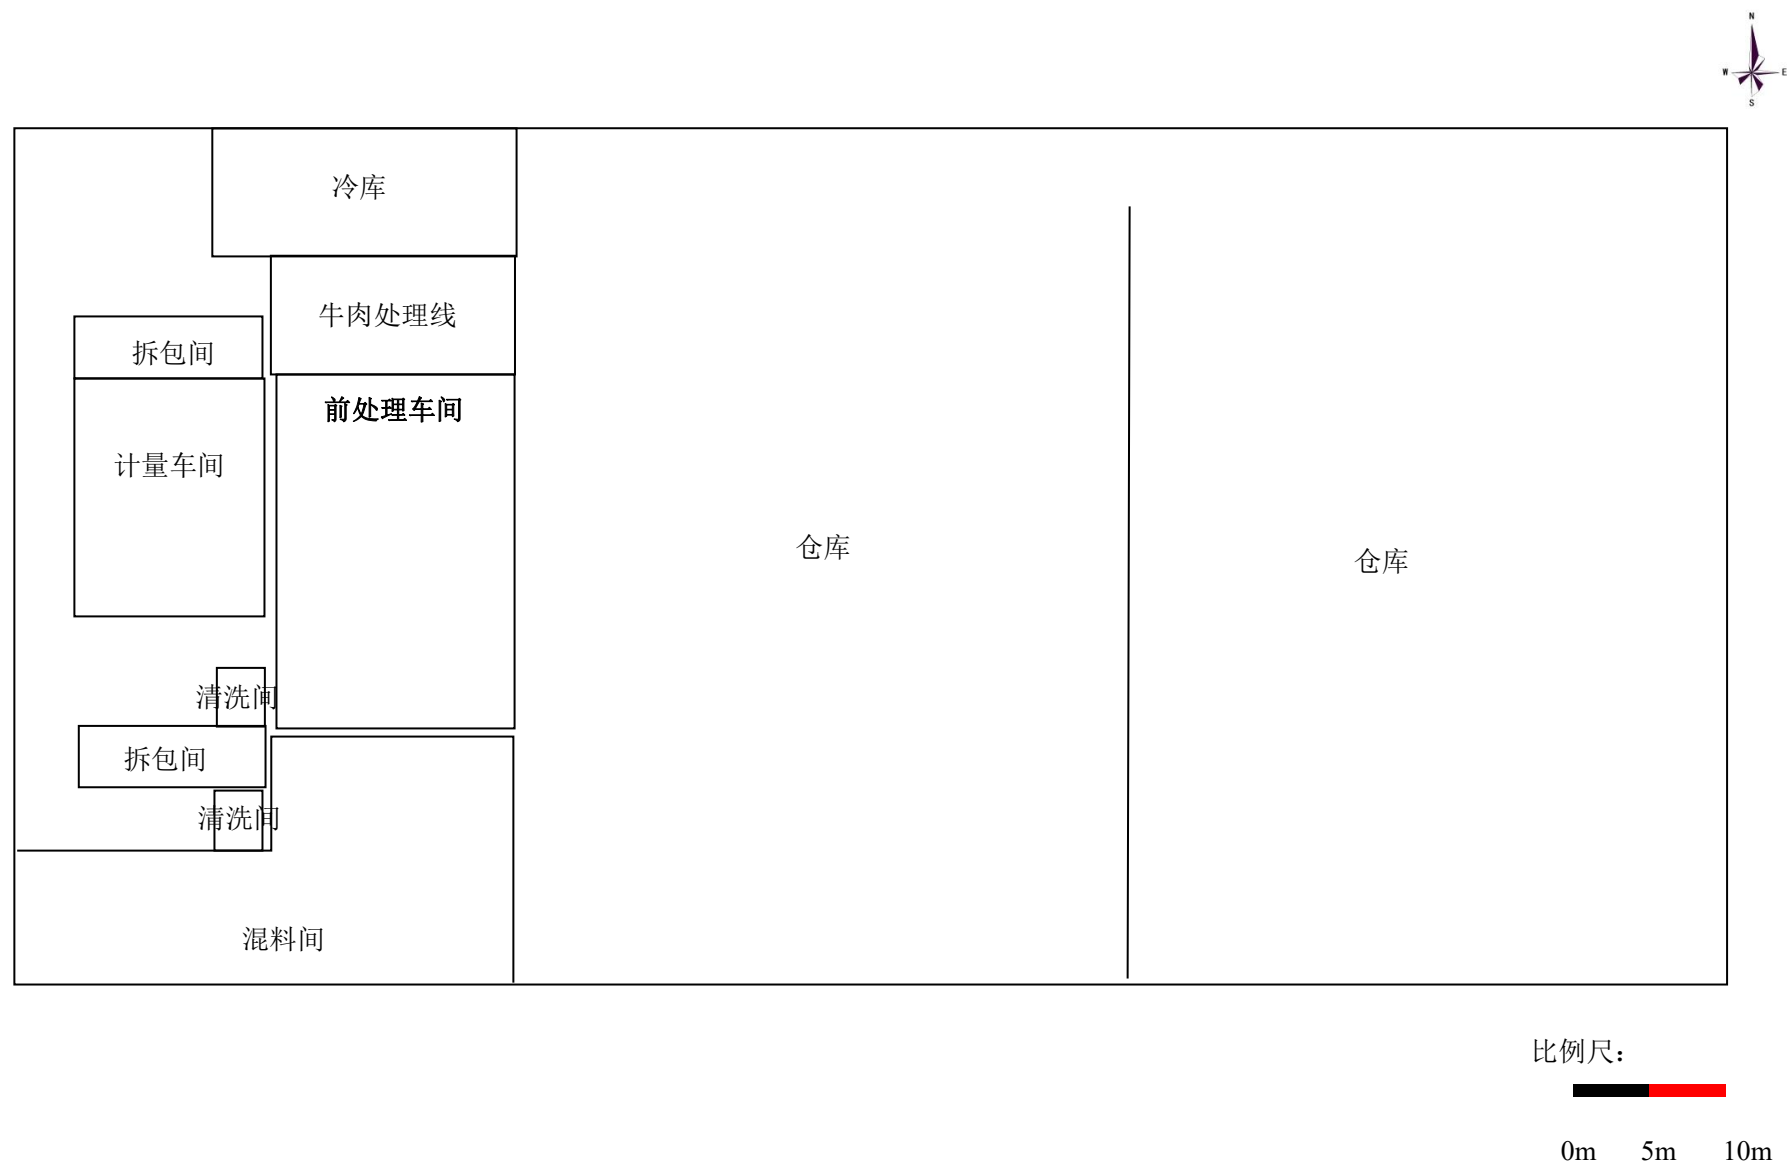 N
W
E
S
冷库
牛肉处理线
拆包间
前处理车间
计量车间
仓库
仓库
清洗间
拆包间
清洗间
混料间
比例尺：
0m 5m 10m